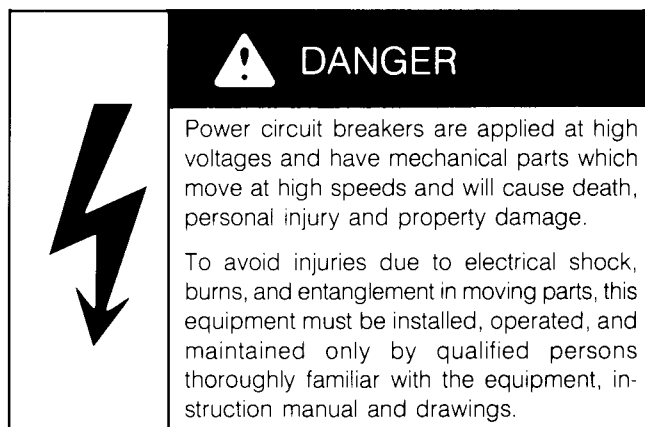 DANGER
Power circuit breakers are applied at high
voltages and have mechanical parts which
move at high speeds and will cause death,
personal injury and property damage.
To avoid injuries due to electrical shock,
burns, and entanglement in moving parts, this
equipment must be installed, operated, and
maintained only by qualified persons
thoroughly familiar with the equipment, in-
struction manual and drawings.